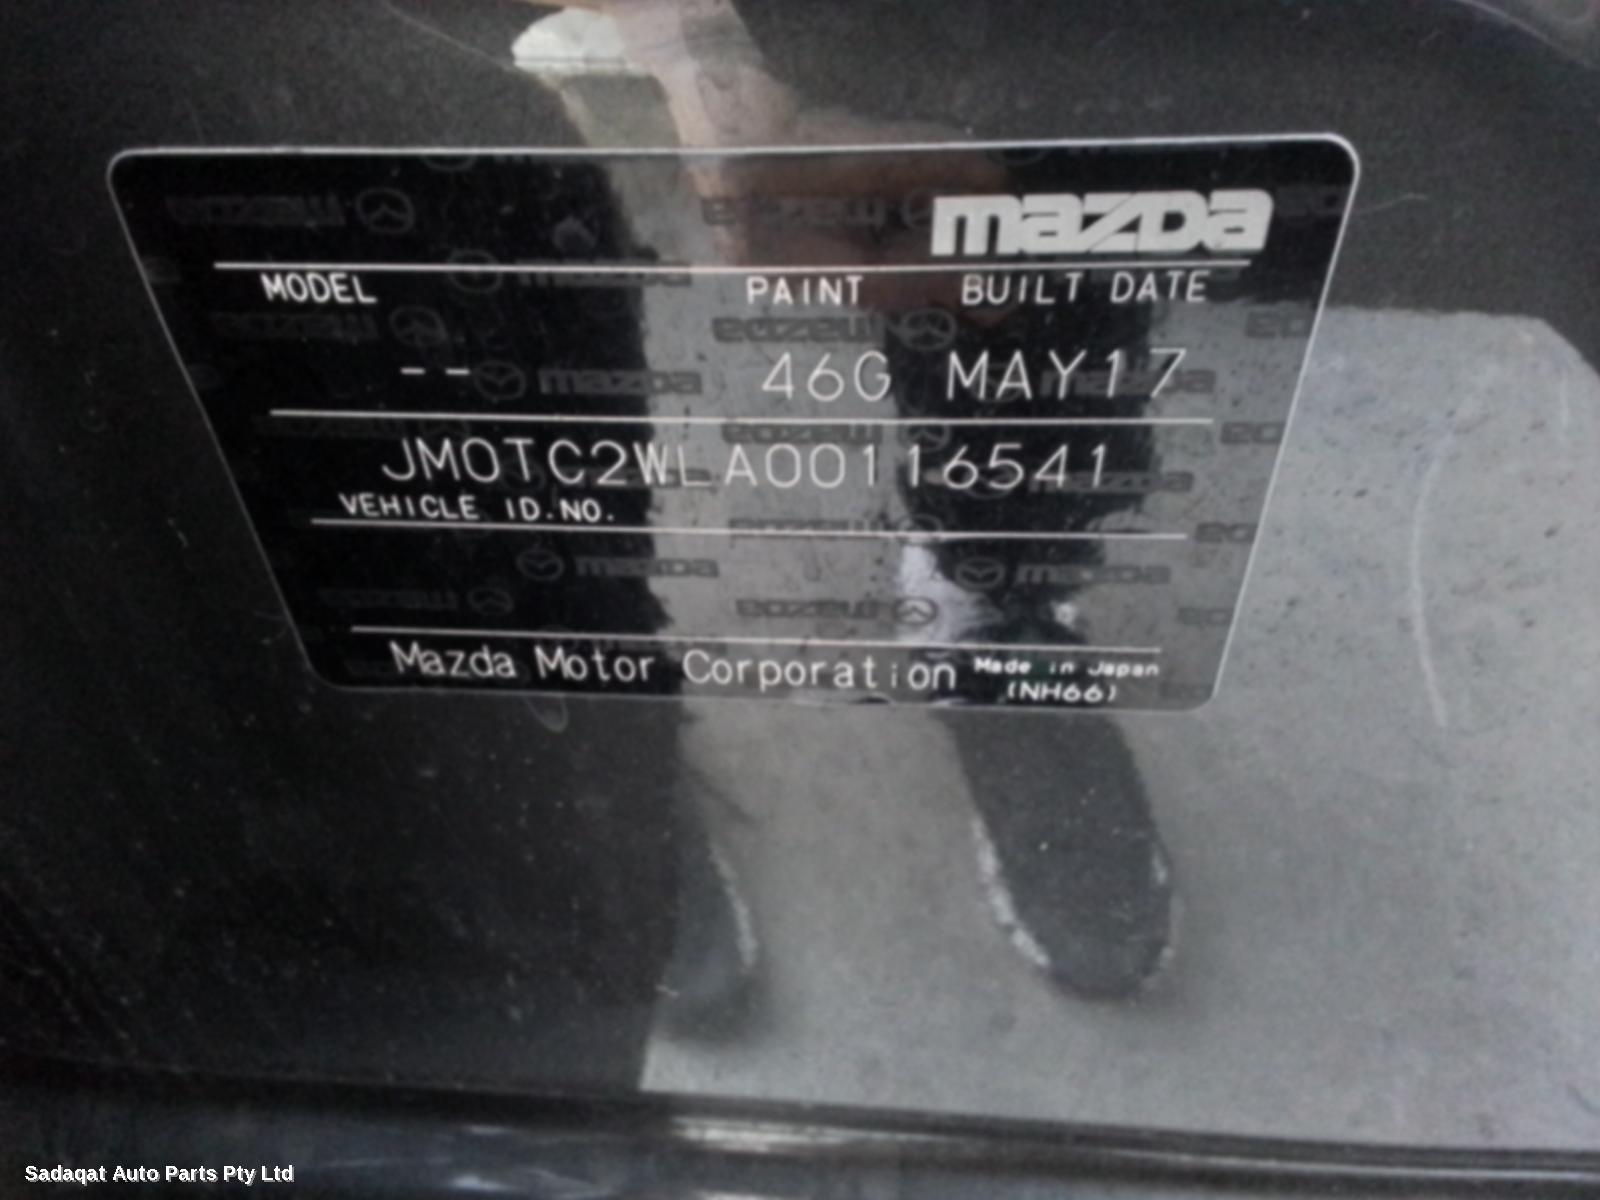 mazda
MODEL PAINT BUILT DATE
-- 46G MAY17
JM0TC2WLA00116541
VEHICLE ID.NO.
Mazda Motor Corporation Made in Japan
(NH66)
Sadaqat Auto Parts Pty Ltd